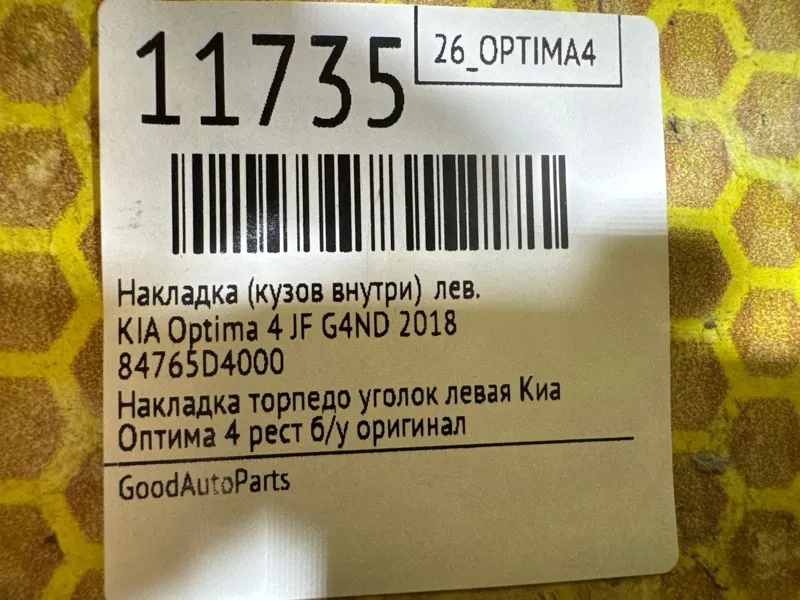 11735
26_OPTIMA4
Накладка (кузов внутри) лев.
KIA Optima 4 JF G4ND 2018
84765D4000
Накладка торпедо уголок левая Киа
Оптима 4 рест б/у оригинал
GoodAutoParts